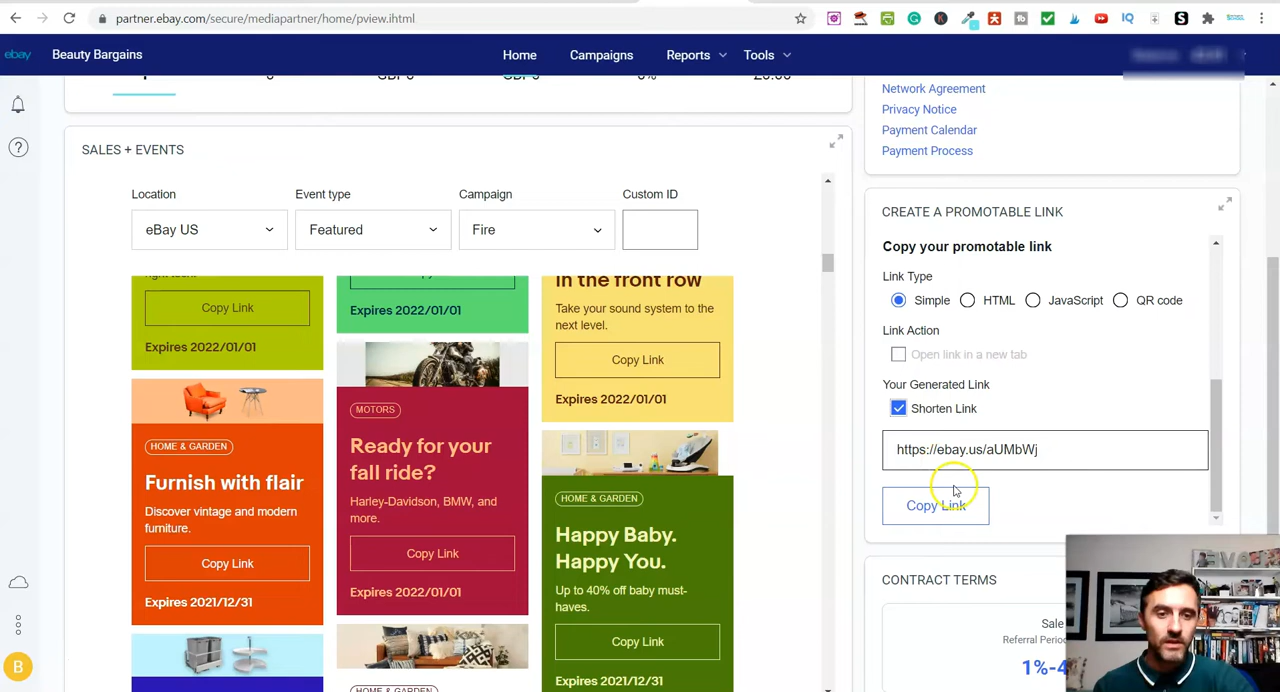 partner.ebay.com/secure/mediapartner/home/pview.ihtml
ebay
Beauty Bargains
Home
Campaigns
Reports
Tools
SALES + EVENTS
Location
Event type
Campaign
Custom ID
eBay US
Featured
Fire
Copy Link
Expires 2022/01/01
HOME & GARDEN
Furnish with flair
Discover vintage and modern
furniture.
Copy Link
Expires 2021/12/31
Expires 2022/01/01
MOTORS
Ready for your
fall ride?
Harley-Davidson, BMW, and
more.
Copy Link
Expires 2022/01/01
HOME & GARDEN
in the front row
Take your sound system to the
next level.
Copy Link
Expires 2022/01/01
HOME & GARDEN
Happy Baby.
Happy You.
Up to 40% off baby must-
haves.
Copy Link
Expires 2021/12/31
Network Agreement
Privacy Notice
Payment Calendar
Payment Process
CREATE A PROMOTABLE LINK
Copy your promotable link
Link Type
Simple
HTML
JavaScript
QR code
Link Action
Open link in a new tab
Your Generated Link
Shorten Link
https://ebay.us/aUMbWj
Copy Link
CONTRACT TERMS
Sale
Referral Perio
1%-4
B